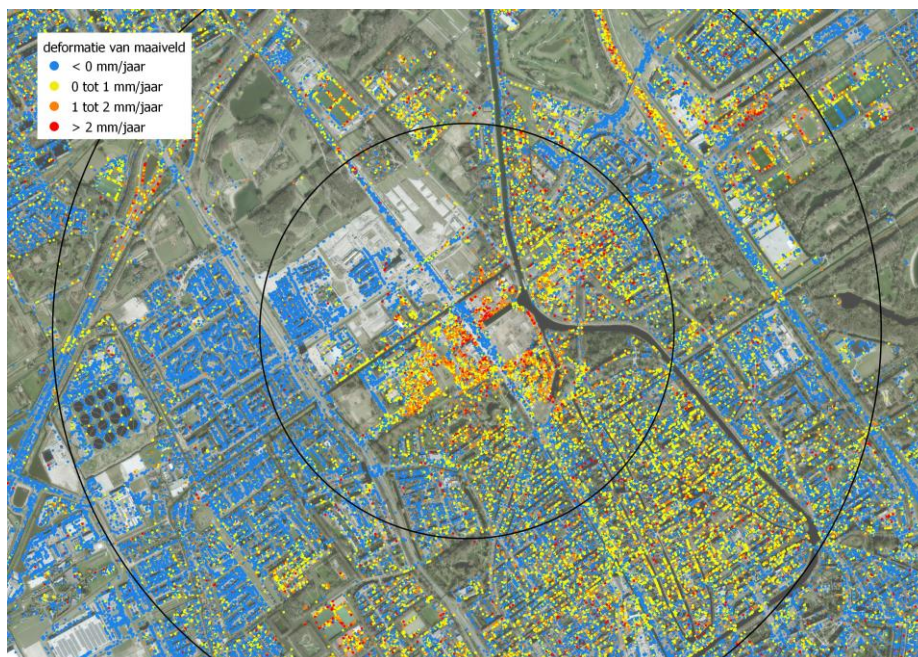 deformatie van maaiveld
< 0 mm/jaar
0 tot 1 mm/jaar
1 tot 2 mm/jaar
> 2 mm/jaar